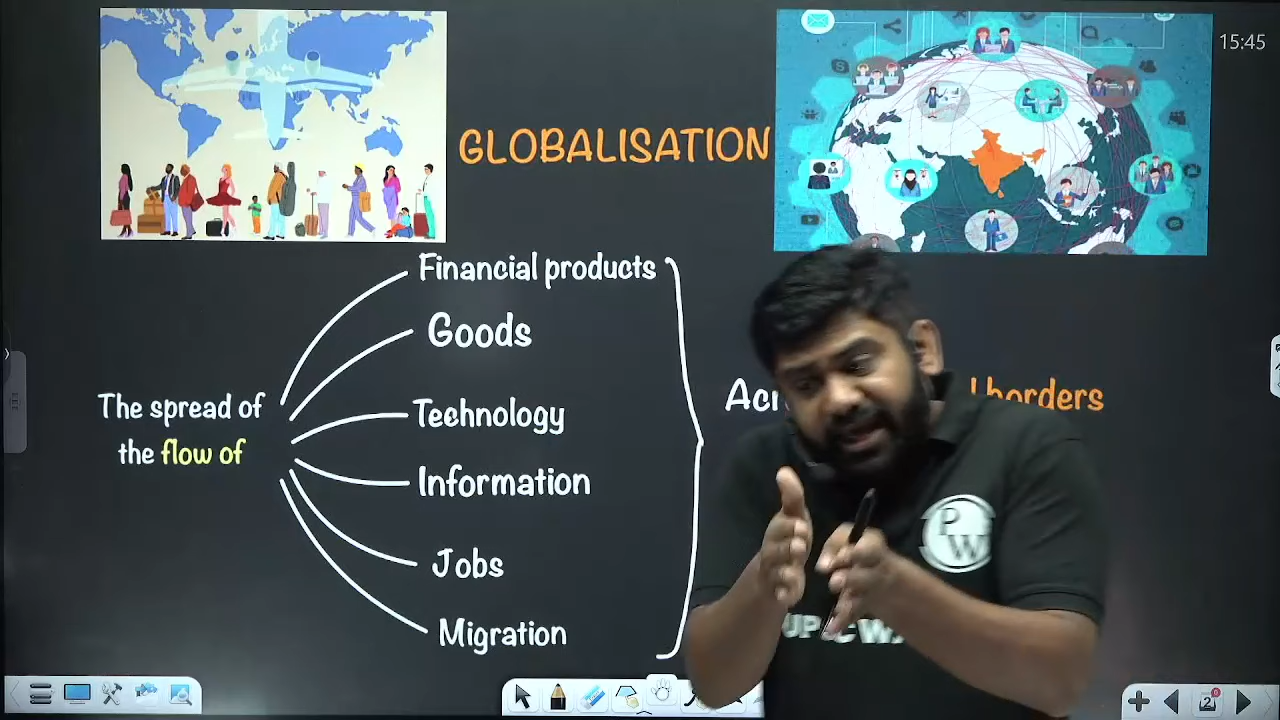 15:45
GLOBALISATION
Financial products
Goods
The spread of
the flow of
Technology
Information
Jobs
Migration
borders
PW